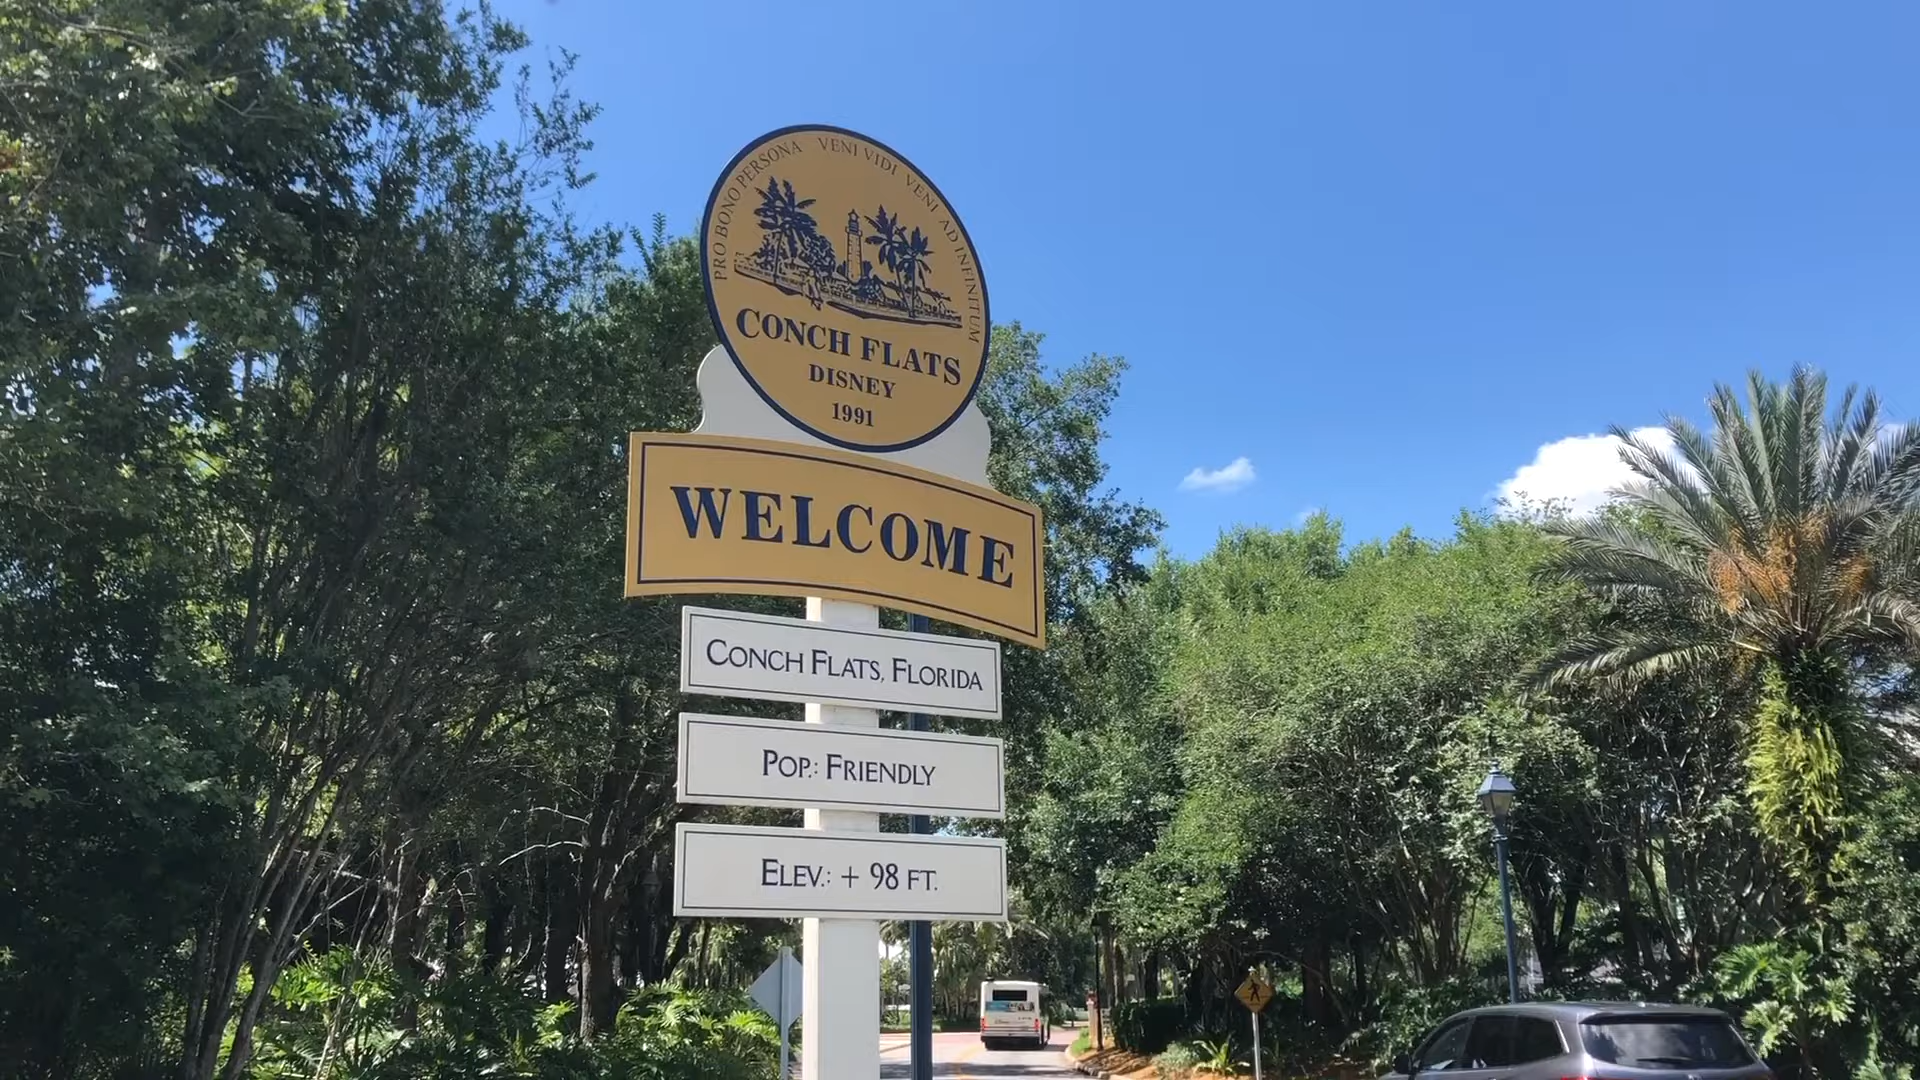 PRO BONO PERSONA VENI VIDI VENI AD INFINITUM
CONCH FLATS
DISNEY
1991
WELCOME
CONCH FLATS, FLORIDA
POP.: FRIENDLY
ELEV.: + 98 FT.